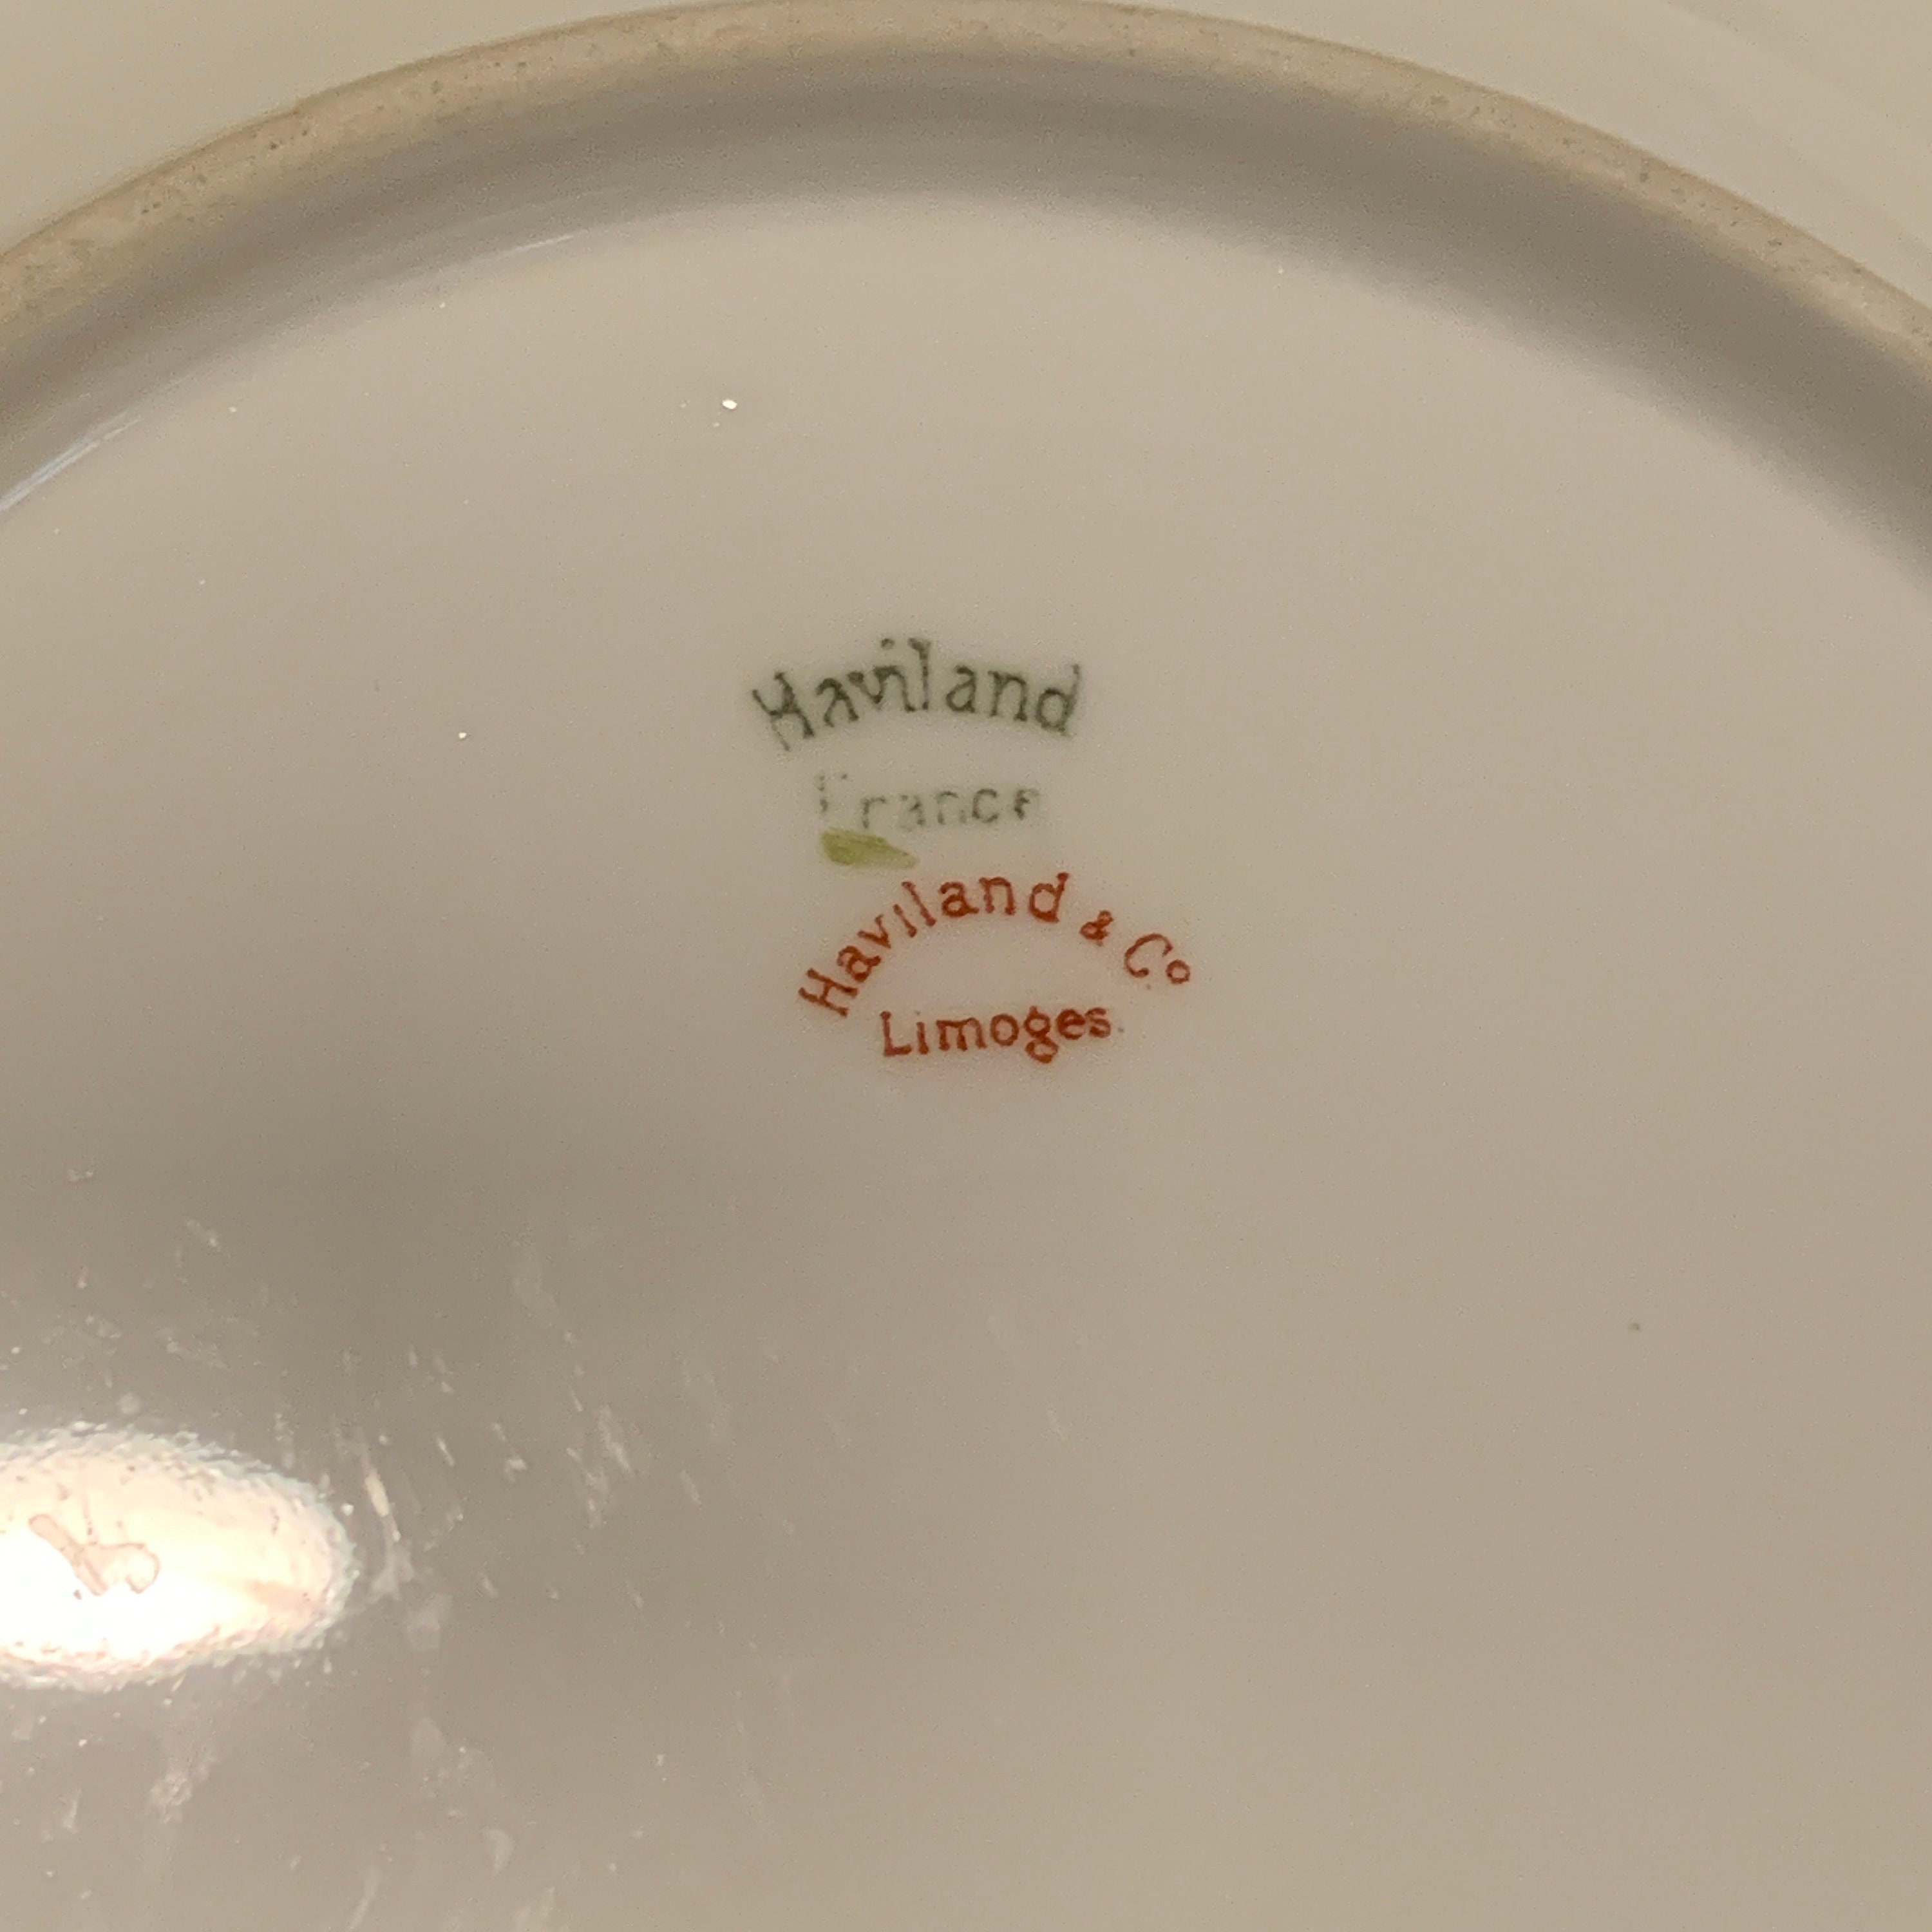 Haviland
France
Haviland & Co
Limoges.